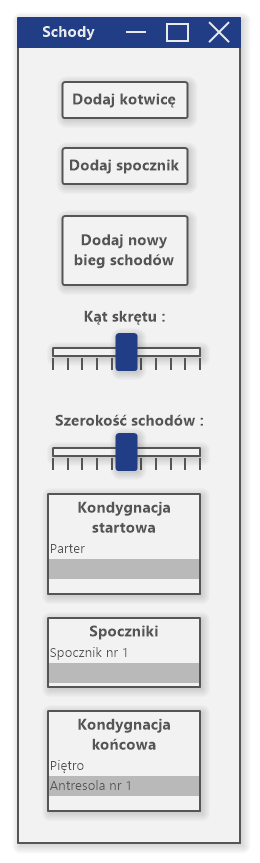 Schody
Dodaj kotwicę
Dodaj spocznik
Dodaj nowy
bieg schodów
Kąt skrętu :
Szerokość schodów :
Kondygnacja
startowa
Parter
Spoczniki
Spocznik nr 1
Kondygnacja
końcowa
Piętro
Antresola nr 1